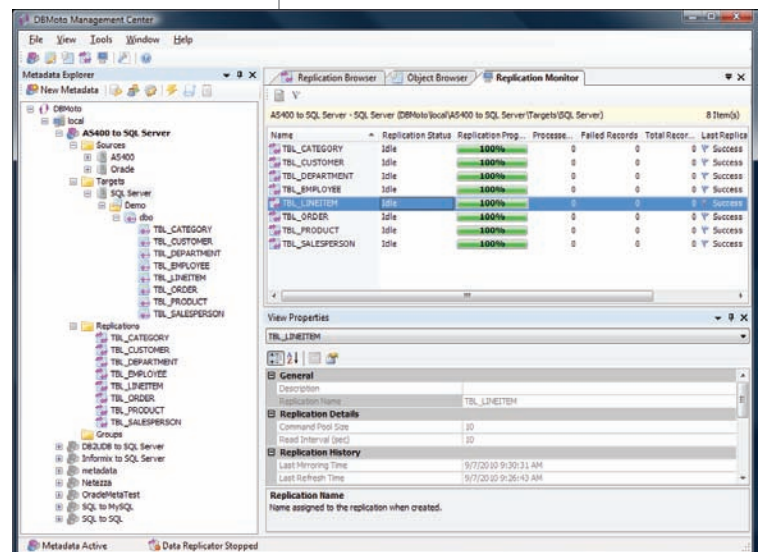 DBMoto Management Center
File View Tools Window Help
Metadata Explorer
New Metadata
DBMoto
local
AS400 to SQL Server
Sources
AS400
Oracle
Targets
SQL Server
Demo
dbo
TBL_CATEGORY
TBL_CUSTOMER
TBL_DEPARTMENT
TBL_EMPLOYEE
TBL_LINEITEM
TBL_ORDER
TBL_PRODUCT
TBL_SALESPERSON
Replications
TBL_CATEGORY
TBL_CUSTOMER
TBL_DEPARTMENT
TBL_EMPLOYEE
TBL_LINEITEM
TBL_ORDER
TBL_PRODUCT
TBL_SALESPERSON
Groups
DB2UDB to SQL Server
Informix to SQL Server
metadata
Netezza
OracleMetaTest
SQL to MySQL
SQL to SQL
Replication Browser Object Browser Replication Monitor
AS400 to SQL Server - SQL Server (DBMoto\local\AS400 to SQL Server\Targets\SQL Server) 8 Item(s)
Name Replication Status Replication Prog... Processe... Failed Records Total Recor... Last Replica
TBL_CATEGORY Idle 100% 0 0 0 Success
TBL_CUSTOMER Idle 100% 0 0 0 Success
TBL_DEPARTMENT Idle 100% 0 0 0 Success
TBL_EMPLOYEE Idle 100% 0 0 0 Success
TBL_LINEITEM Idle 100% 0 0 0 Success
TBL_ORDER Idle 100% 0 0 0 Success
TBL_PRODUCT Idle 100% 0 0 0 Success
TBL_SALESPERSON Idle 100% 0 0 0 Success
View Properties
TBL_LINEITEM
General
Description
Replication Name TBL_LINEITEM
Replication Details
Command Pool Size 10
Read Interval (sec) 10
Replication History
Last Mirroring Time 9/7/2010 9:30:31 AM
Last Refresh Time 9/7/2010 9:26:43 AM
Replication Name
Name assigned to the replication when created.
Metadata Active Data Replicator Stopped